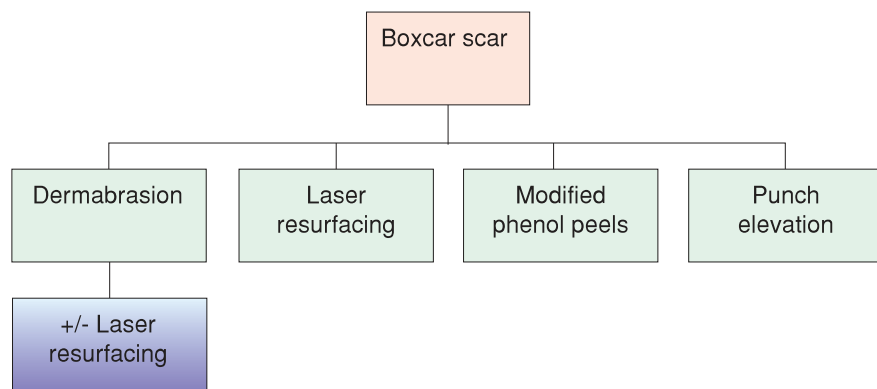 Boxcar scar
Dermabrasion
Laser
resurfacing
Modified
phenol peels
Punch
elevation
+/- Laser
resurfacing